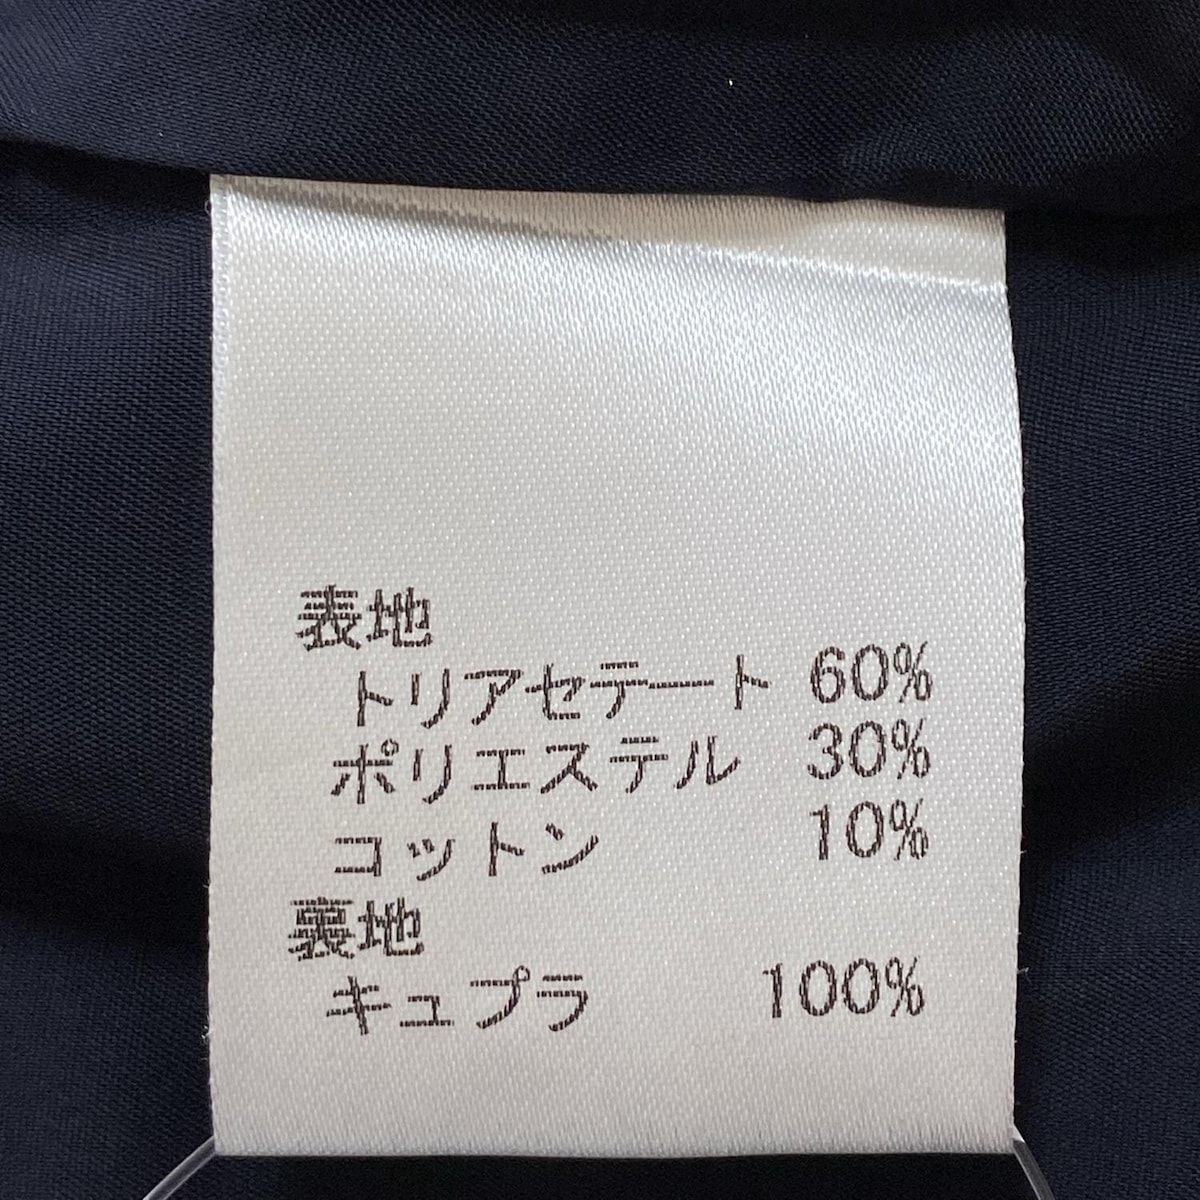 表地
トリアセテート 60%
ポリエステル 30%
コットン 10%
裏地
キュプラ 100%